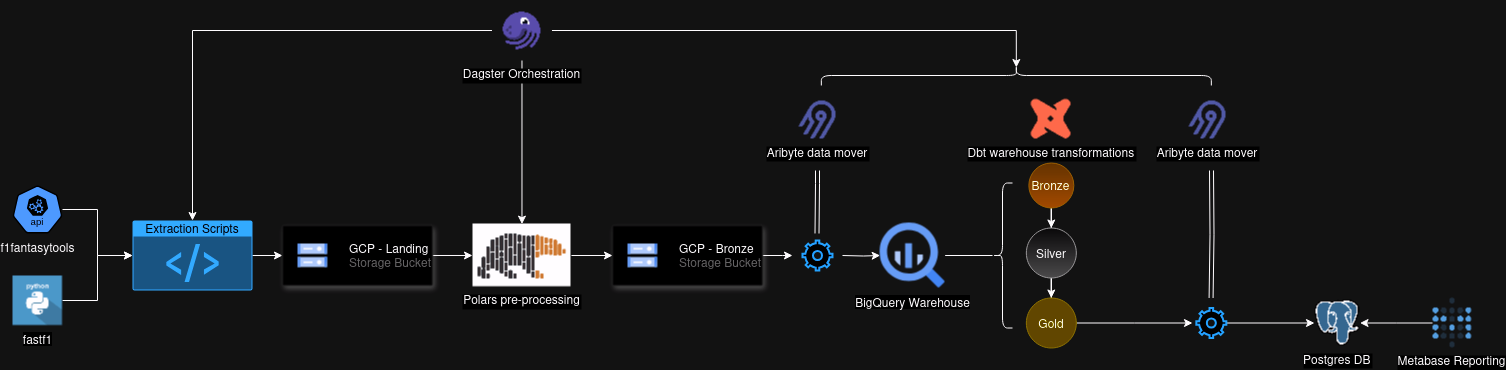 Dagster Orchestration
Aribyte data mover
Dbt warehouse transformations
Aribyte data mover
Bronze
api
f1fantasytools
Extraction Scripts
</>
GCP - Landing
Storage Bucket
GCP - Bronze
Storage Bucket
Silver
python
fastf1
Polars pre-processing
BigQuery Warehouse
Gold
Postgres DB
Metabase Reporting